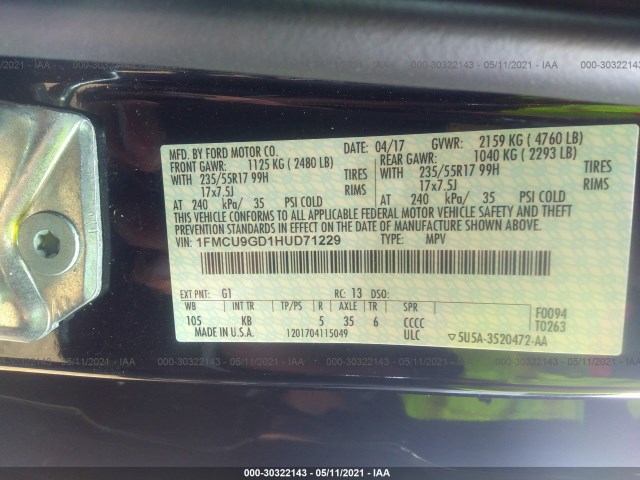 000-30322143 - 05/11/2021 - IAA
MFD. BY FORD MOTOR CO.
DATE: 04/17
GVWR: 2159 KG ( 4760 LB)
FRONT GAWR: 1125 KG ( 2480 LB)
REAR GAWR: 1040 KG ( 2293 LB)
WITH 235/55R17 99H TIRES
WITH 235/55R17 99H TIRES
17x7.5J RIMS
17x7.5J RIMS
AT 240 kPa/ 35 PSI COLD
AT 240 kPa/ 35 PSI COLD
THIS VEHICLE CONFORMS TO ALL APPLICABLE FEDERAL MOTOR VEHICLE SAFETY AND THEFT
PREVENTION STANDARDS IN EFFECT ON THE DATE OF MANUFACTURE SHOWN ABOVE.
VIN: 1FMCU9GD1HUD71229
TYPE: MPV
EXT PNT: G1 RC: 13 DSO:
WB INT TR TP/PS R AXLE TR SPR
105 KB 5 35 6 CCCC
F0094
T0263
MADE IN U.S.A. 1201704115049 ULC 5U5A-3520472-AA
000-30322143 - 05/11/2021 - IAA
000-30322143 - 05/11/2021 - IAA